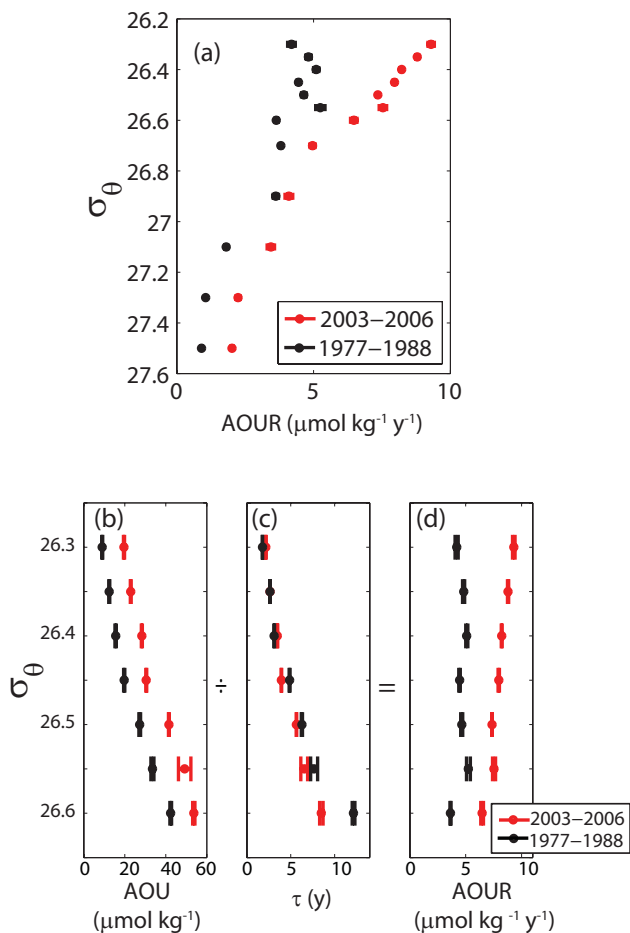 (a)
26.2
26.4
26.6
26.8
27
27.2
27.4
27.6
σθ
0
5
10
AOUR (μmol kg⁻¹ y⁻¹)
2003−2006
1977−1988
(b)
(c)
(d)
26.3
26.4
26.5
26.6
σθ
÷
=
0 20 40 60
0 5 10
0 5 10
AOU
(μmol kg⁻¹)
τ (y)
AOUR
(μmol kg⁻¹ y⁻¹)
2003−2006
1977−1988